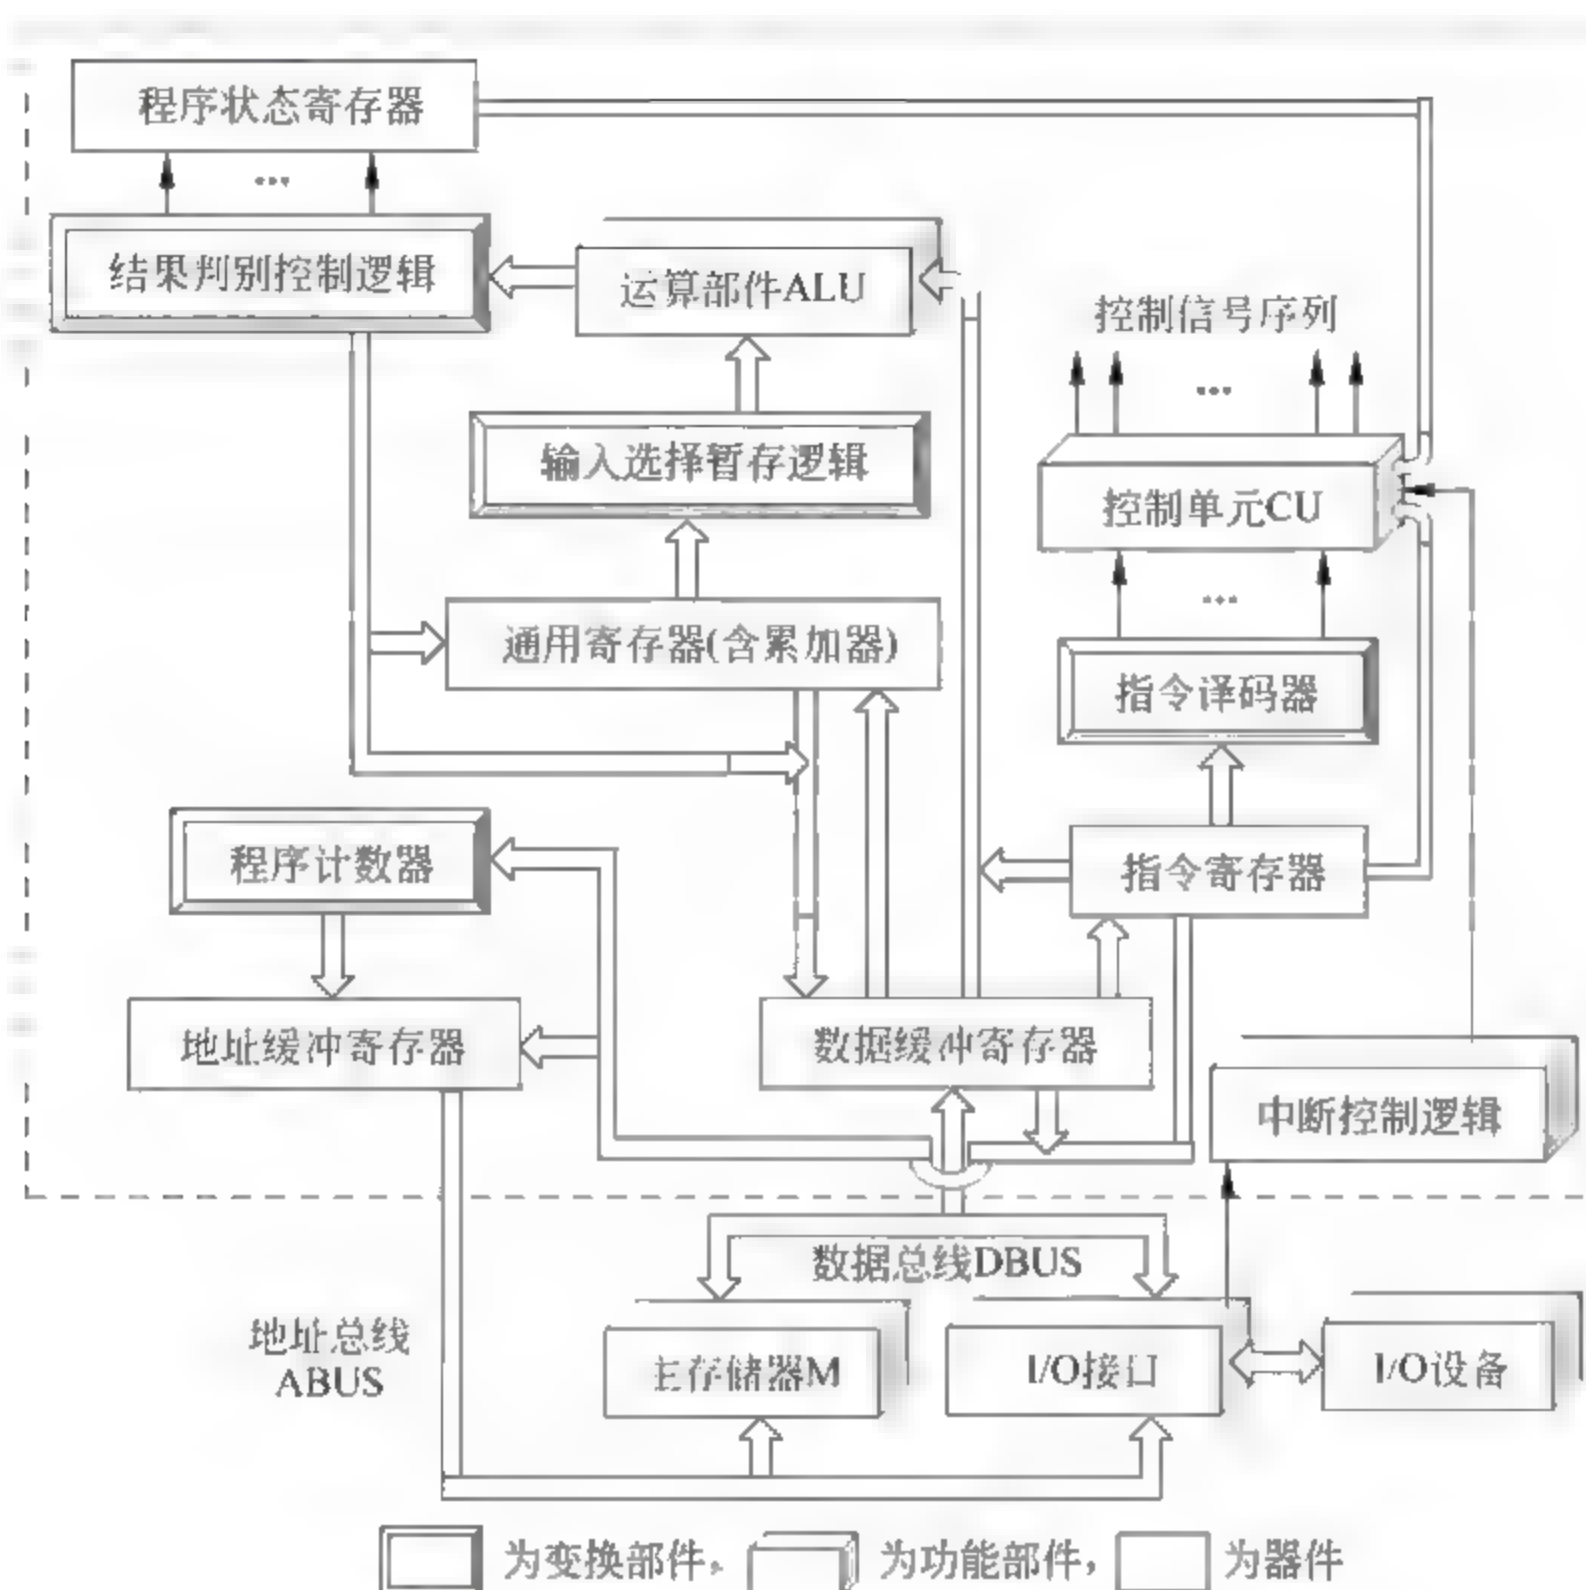 程序状态寄存器
…
结果判别控制逻辑
运算部件ALU
控制信号序列
…
输入选择暂存逻辑
控制单元CU
…
通用寄存器(含累加器)
指令译码器
程序计数器
指令寄存器
地址缓冲寄存器
数据缓冲寄存器
中断控制逻辑
数据总线DBUS
地址总线
ABUS
主存储器M
I/O接口
I/O设备
为变换部件, 为功能部件, 为器件